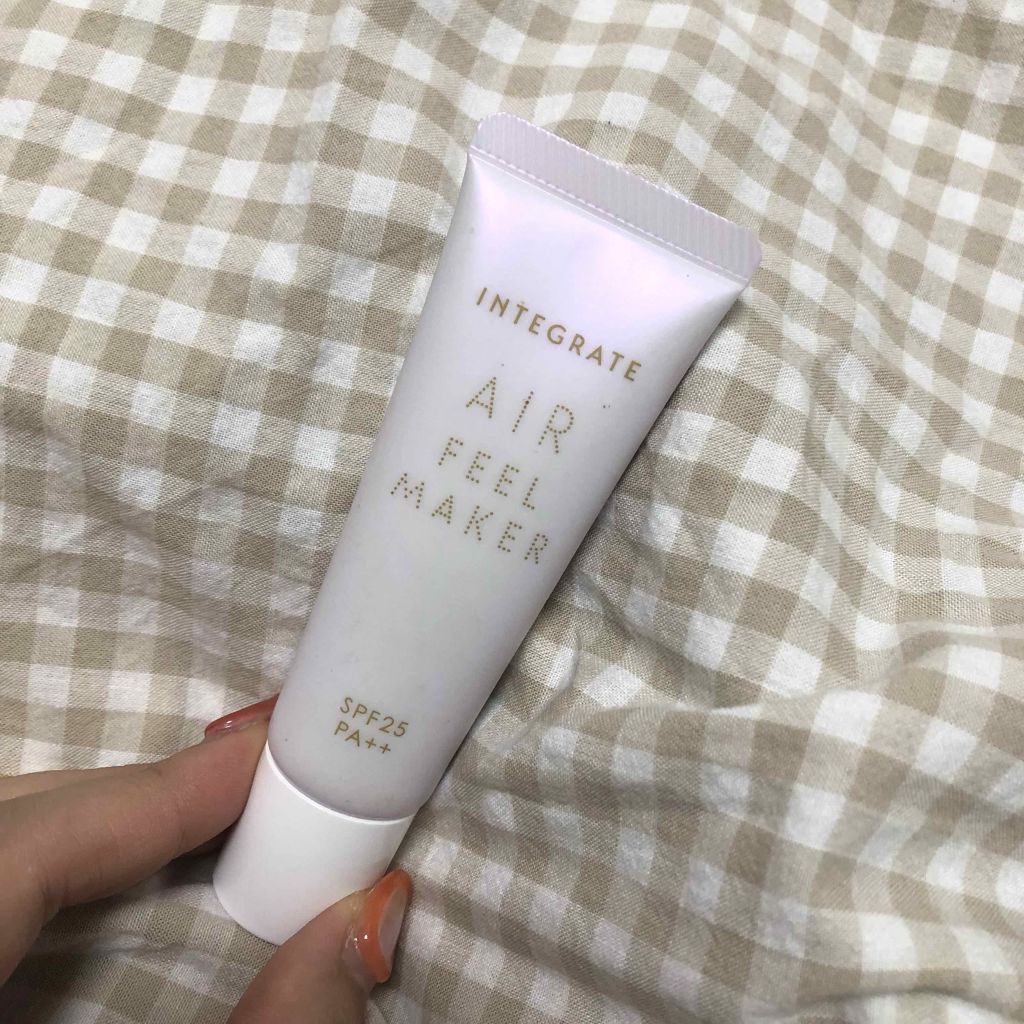 INTEGRATE
AIR
FEEL
MAKER
SPF25
PA++